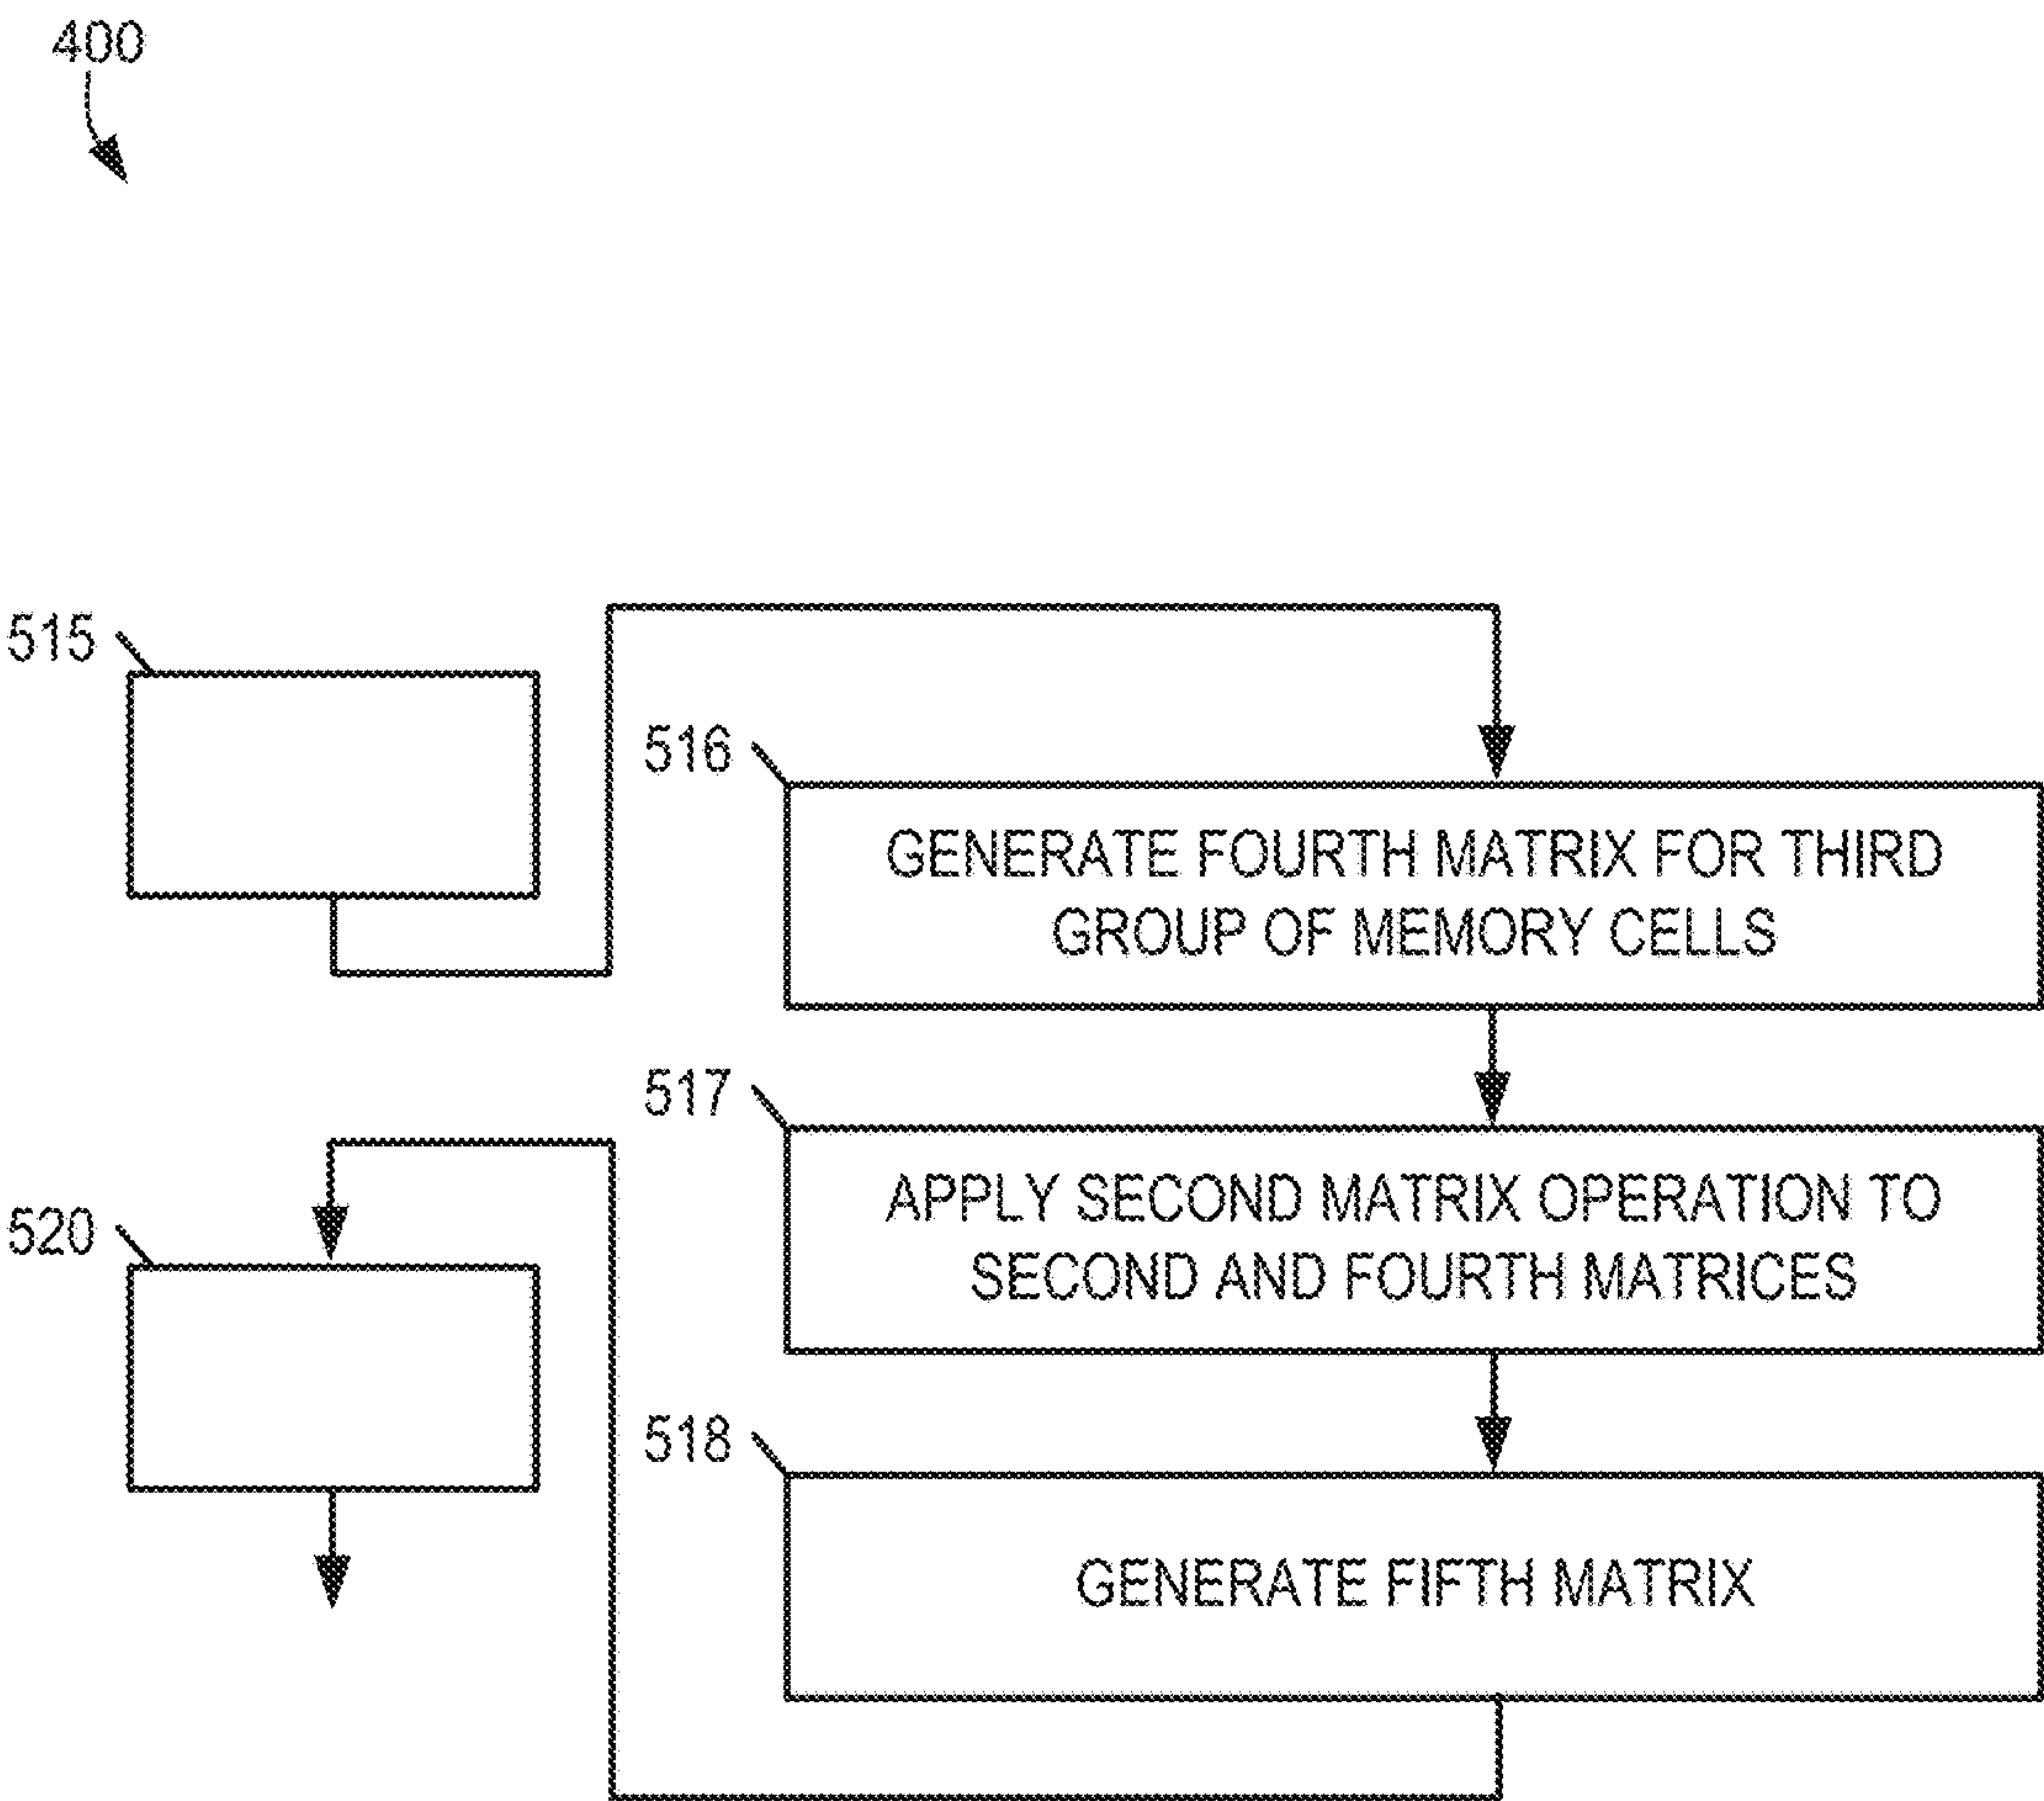 400
515
516
GENERATE FOURTH MATRIX FOR THIRD
GROUP OF MEMORY CELLS
517
APPLY SECOND MATRIX OPERATION TO
SECOND AND FOURTH MATRICES
520
518
GENERATE FIFTH MATRIX